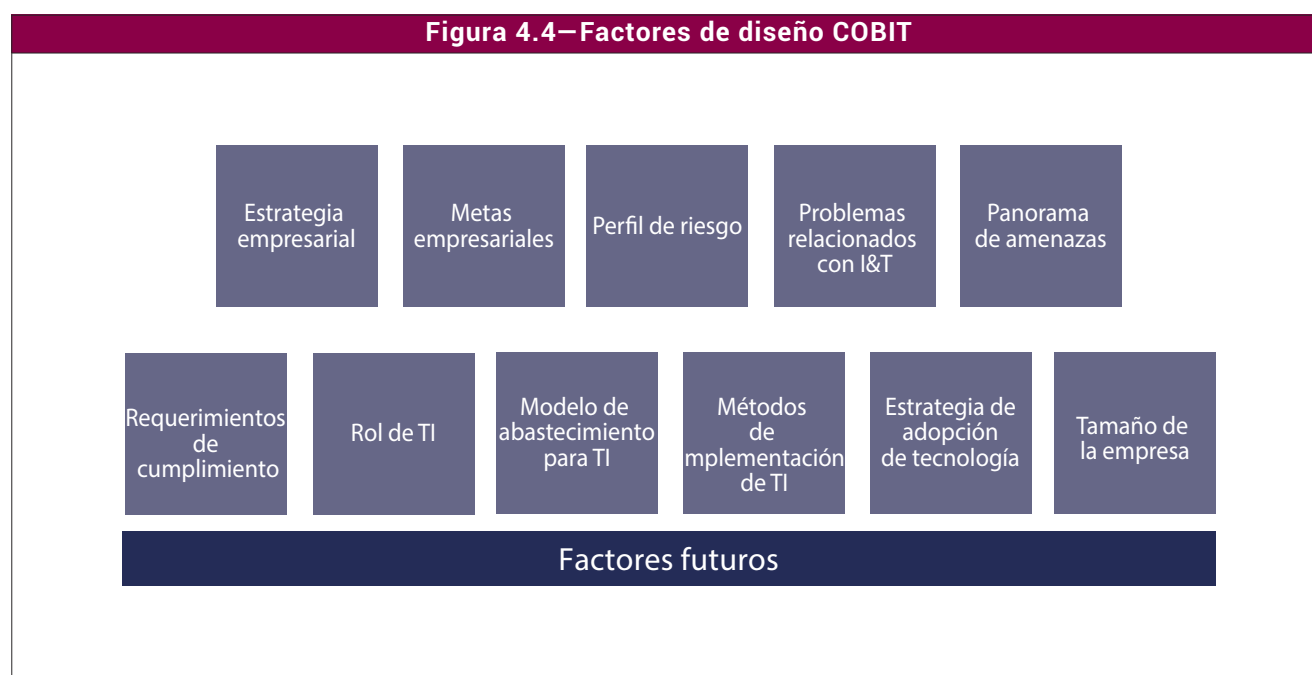 Figura 4.4—Factores de diseño COBIT
Estrategia
empresarial
Metas
empresariales
Perfil de riesgo
Problemas
relacionados
con I&T
Panorama
de amenazas
Requerimientos
de
cumplimiento
Rol de TI
Modelo de
abastecimiento
para TI
Métodos
de
mplementación
de TI
Estrategia de
adopción
de tecnología
Tamaño de
la empresa
Factores futuros